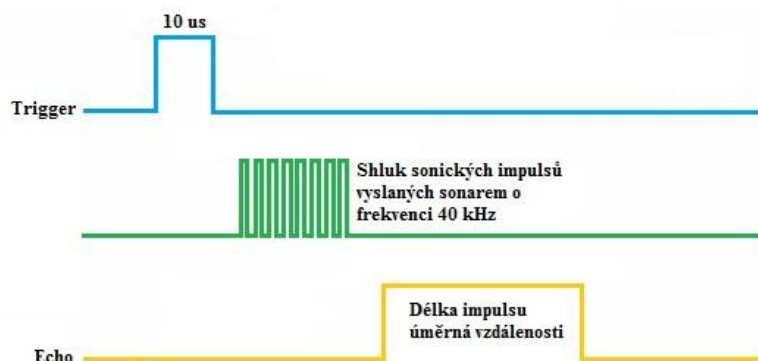 10 us
Trigger
Shluk sonických impulsů
vyslaných sonarem o
frekvenci 40 kHz
Délka impulsu
úměrná vzdálenosti
Echo